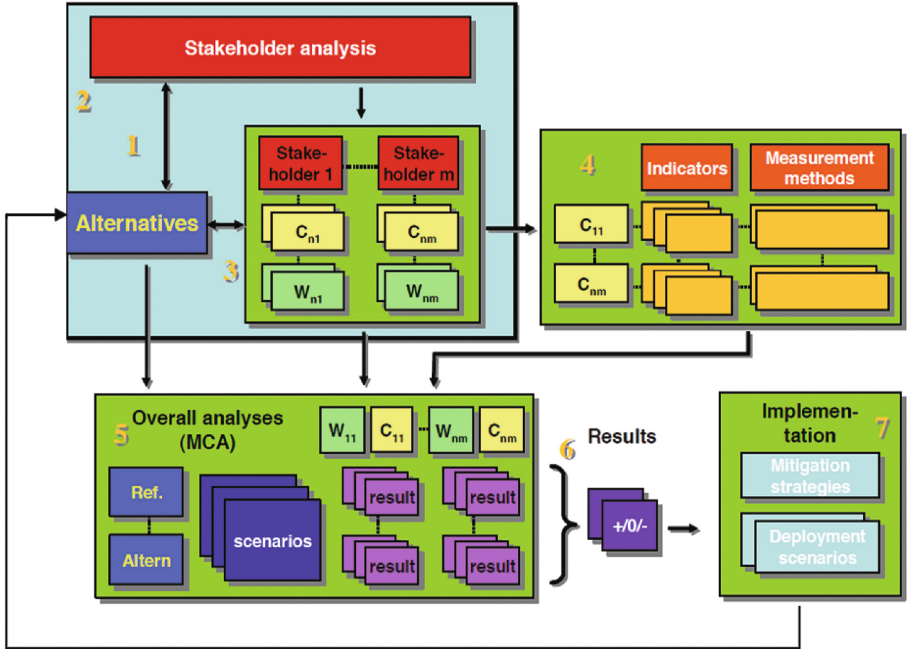 Stakeholder analysis
2
1
Stake-
holder 1
Stake-
holder m
Alternatives
3
Cn1
Cnm
Wn1
Wnm
4
Indicators
Measurement
methods
C11
Cnm
5
Overall analyses
(MCA)
W11
C11
Wnm
Cnm
Ref.
Altern
scenarios
result
result
result
result
6
Results
+/0/-
Implemen-
tation
7
Mitigation
strategies
Deployment
scenarios